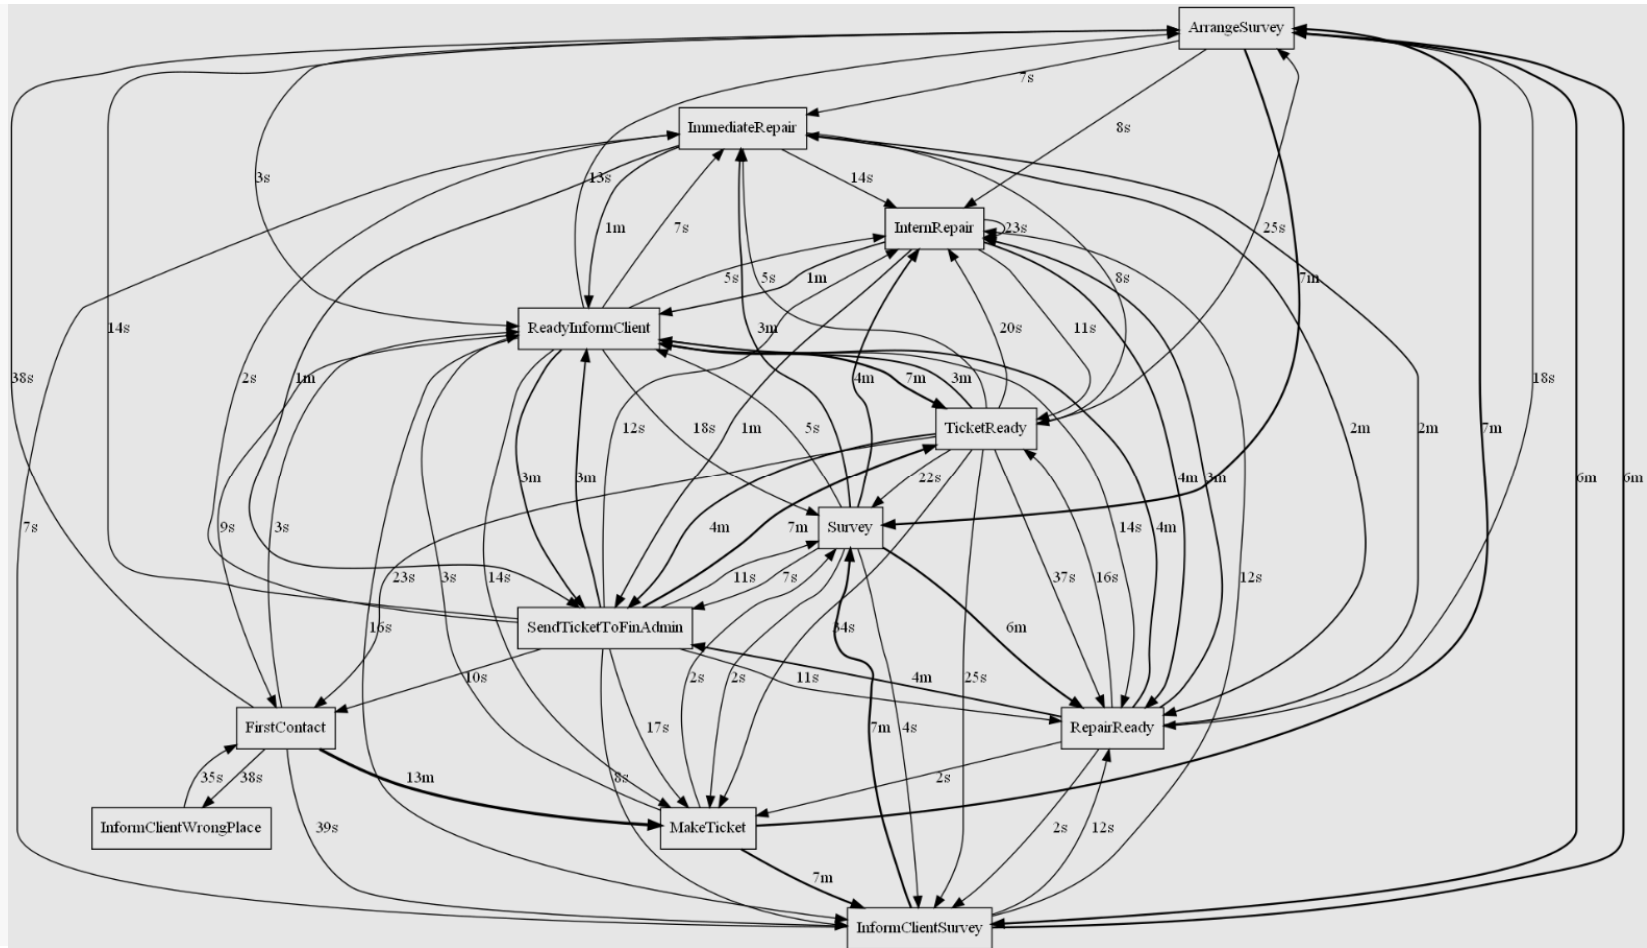 ArrangeSurvey
7s
ImmediateRepair
8s
3s
13s
14s
1m
7s
InternRepair
23s
25s
5s
5s
1m
8s
7m
14s
ReadyInformClient
3m
20s
11s
38s
2s
1m
7m
3m
18s
12s
1m
18s
5s
4m
TicketReady
2m
2m
7m
22s
3m
3m
4m
3m
6m
6m
7s
9s
3s
4m
7m
Survey
14s
4m
23s
3s
14s
11s
7s
37s
16s
12s
16s
SendTicketToFinAdmin
34s
6m
10s
2s
2s
25s
11s
4m
FirstContact
17s
7m
4s
RepairReady
35s
38s
13m
8s
2s
InformClientWrongPlace
39s
MakeTicket
2s
12s
7m
InformClientSurvey